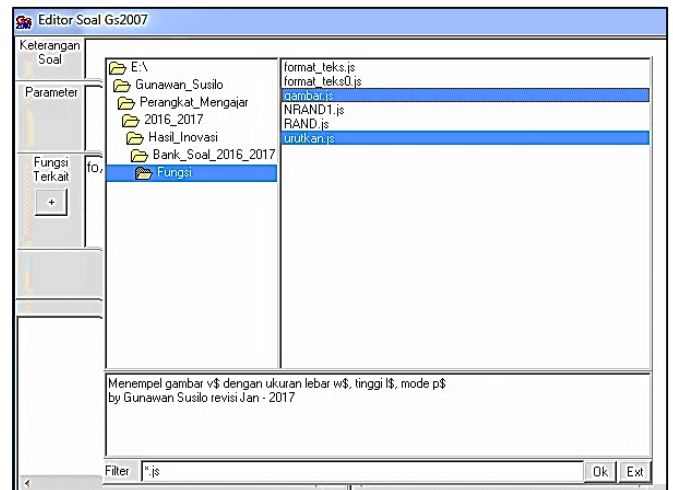 Editor Soal Gs2007
Keterangan
Soal
Parameter
Fungsi
Terkait
+
fo,
E:\
Gunawan_Susilo
Perangkat_Mengajar
2016_2017
Hasil_Inovasi
Bank_Soal_2016_2017
Fungsi
format_teks.js
format_teks0.js
gambar.js
NRAND1.js
RAND.js
urutkan.js
Menempel gambar v$ dengan ukuran lebar w$, tinggi l$, mode p$
by Gunawan Susilo revisi Jan - 2017
Filter *.js
Ok Ext